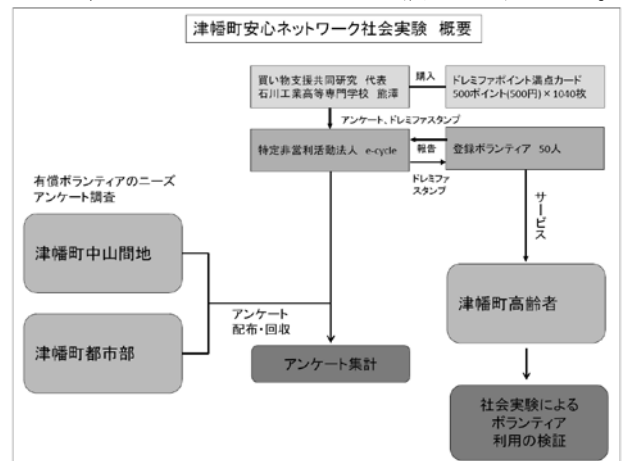 津幡町安心ネットワーク社会実験 概要
買い物支援共同研究 代表
石川工業高等専門学校 熊澤
購入
ドレミファポイント満点カード
500ポイント(500円)×1040枚
アンケート、ドレミファスタンプ
特定非営利活動法人 e-cycle
報告
登録ボランティア 50人
ドレミファ
スタンプ
有償ボランティアのニーズ
アンケート調査
サービス
津幡町中山間地
津幡町高齢者
アンケート
配布・回収
津幡町都市部
アンケート集計
社会実験による
ボランティア
利用の検証